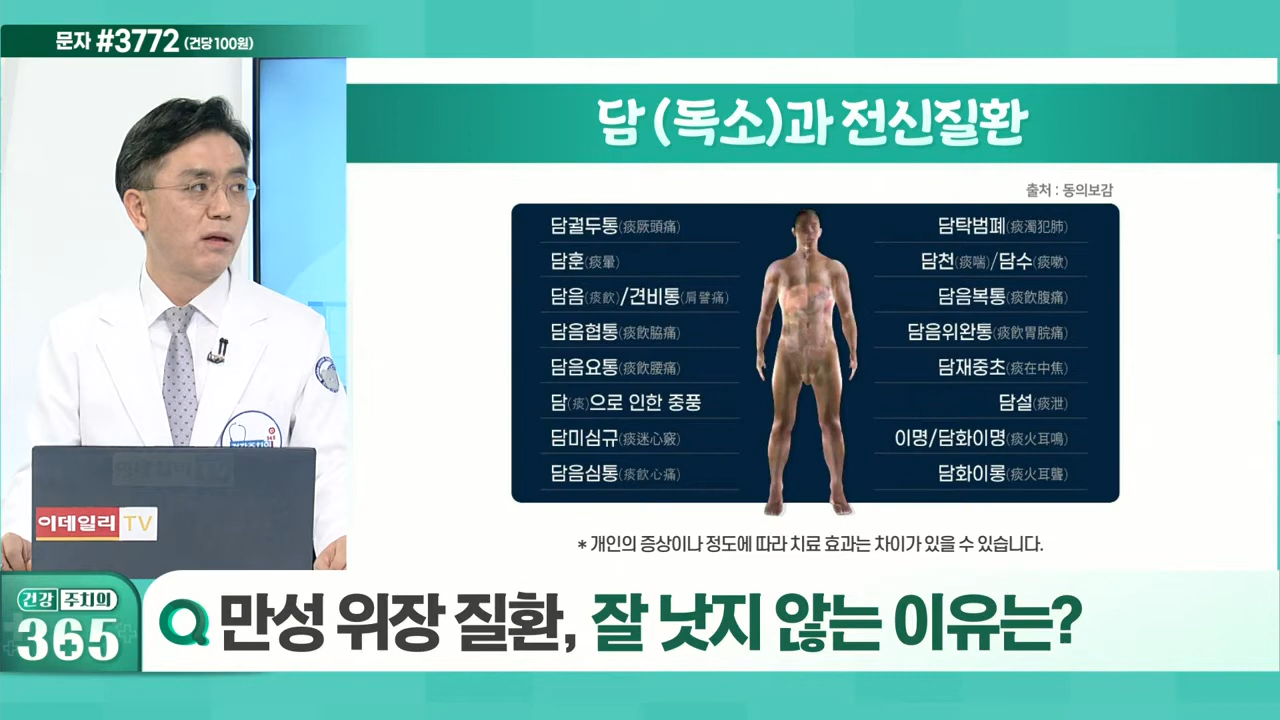 문자 #3772 (건당 100원)
담 (독소)과 전신질환
출처 : 동의보감
담궐두통(痰厥頭痛)
담훈(痰暈)
담음(痰飮)/견비통(肩臂痛)
담음협통(痰飮脇痛)
담음요통(痰飮腰痛)
담(痰)으로 인한 중풍
담미심규(痰迷心竅)
담음심통(痰飮心痛)
담탁범폐(痰濁犯肺)
담천(痰喘)/담수(痰嗽)
담음복통(痰飮腹痛)
담음위완통(痰飮胃脘痛)
담재중초(痰在中焦)
담설(痰泄)
이명/담화이명(痰火耳鳴)
담화이롱(痰火耳聾)
* 개인의 증상이나 정도에 따라 치료 효과는 차이가 있을 수 있습니다.
이데일리 TV
건강 주치의
365
Q 만성 위장 질환, 잘 낫지 않는 이유는?